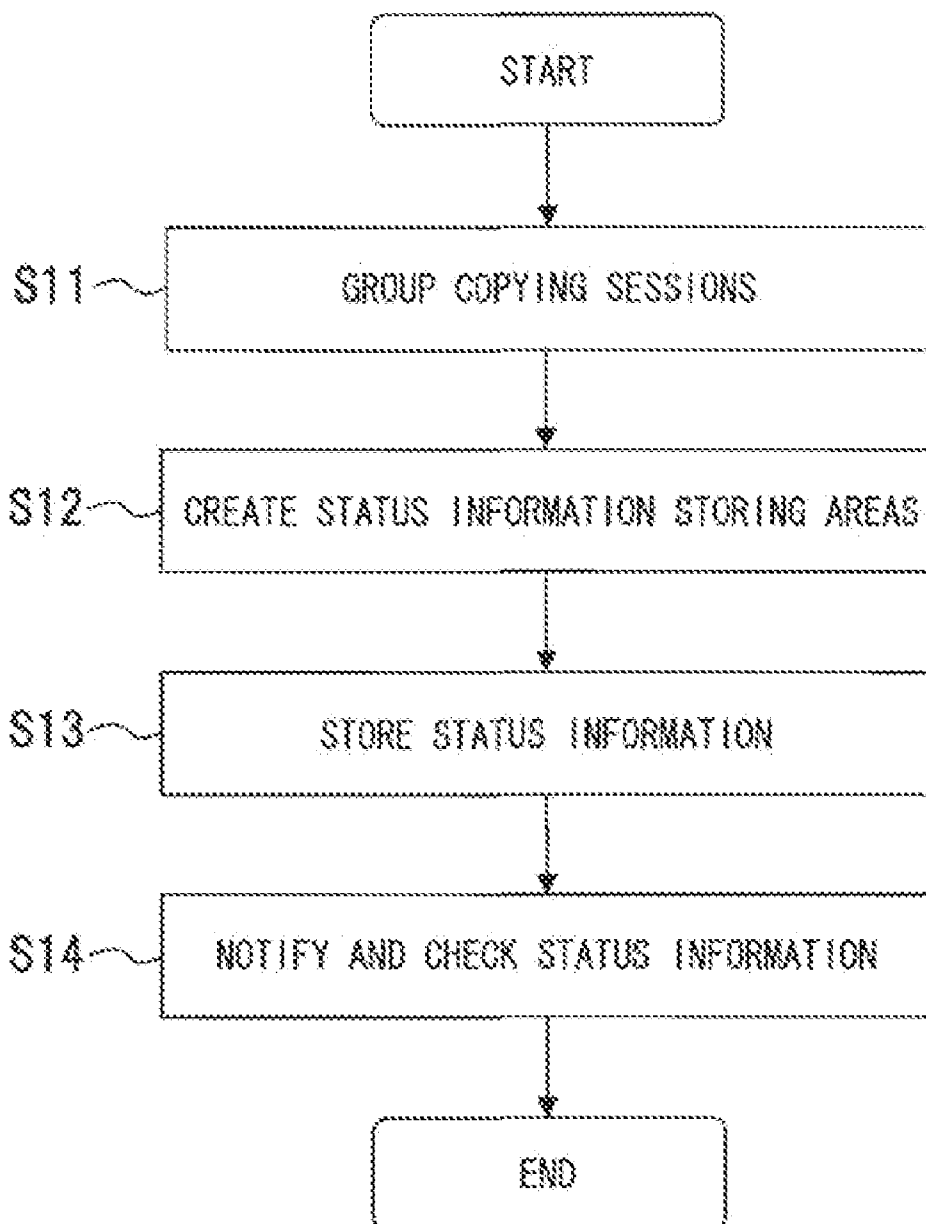 START
S11 GROUP COPYING SESSIONS
S12 CREATE STATUS INFORMATION STORING AREAS
S13 STORE STATUS INFORMATION
S14 NOTIFY AND CHECK STATUS INFORMATION
END